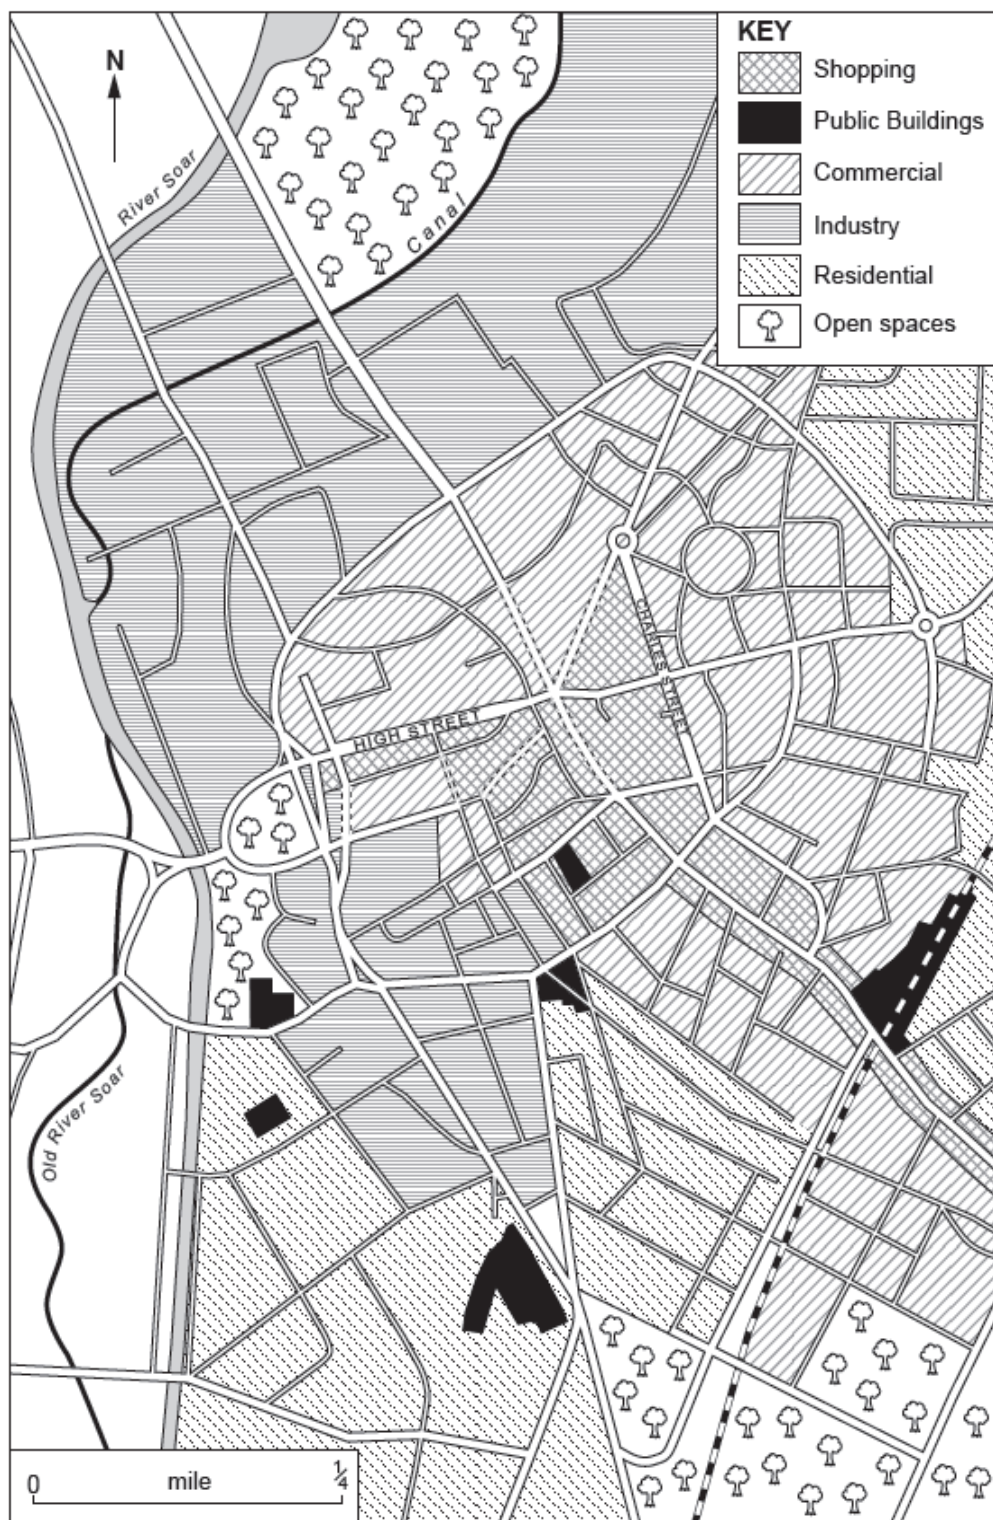 N
KEY
Shopping
Public Buildings
Commercial
Industry
Residential
Open spaces
River Soar
Canal
CHARLES STREET
HIGH STREET
Old River Soar
0 mile ¼